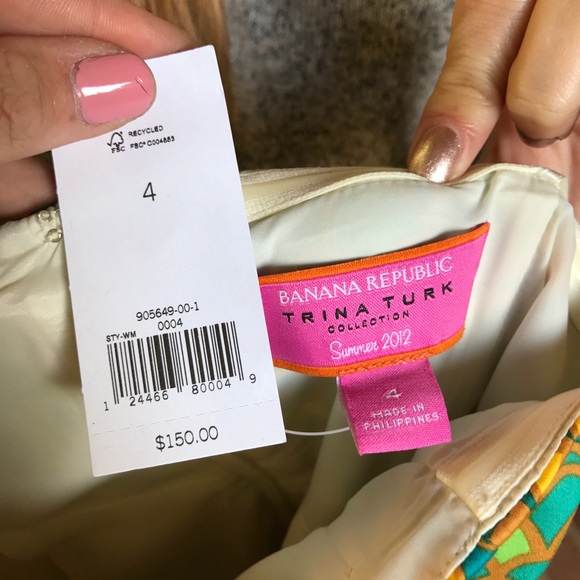 RECYCLED
FSC FSC® C004883
4
905649-00-1
STY-WM 0004
1 24466 80004 9
$150.00
BANANA REPUBLIC
TRINA TURK
COLLECTION
Summer 2012
4
MADE IN
PHILIPPINES